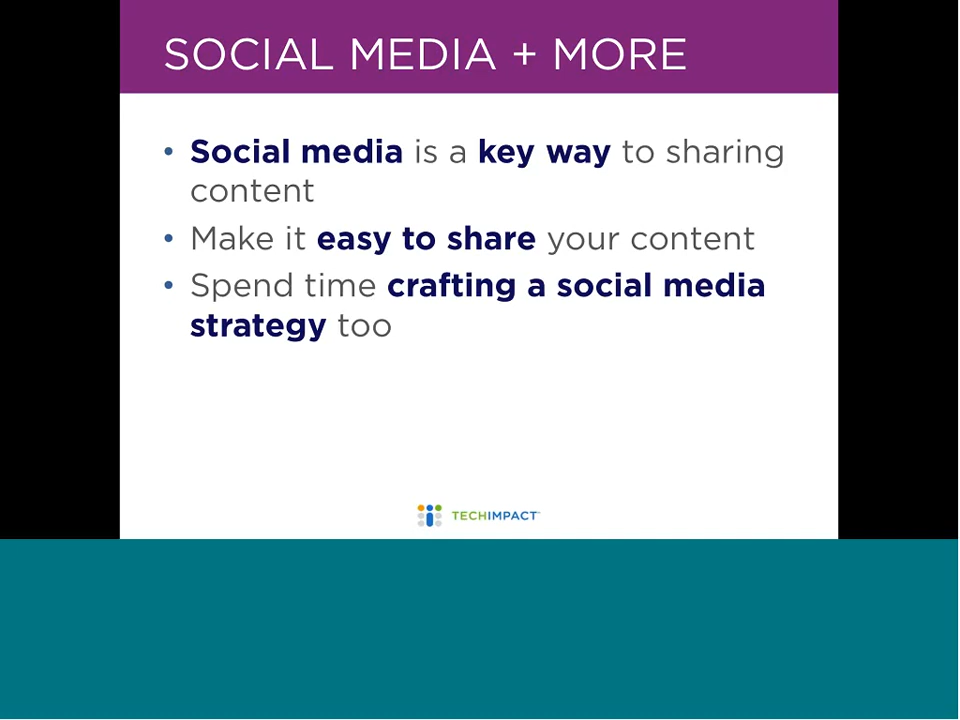 SOCIAL MEDIA + MORE
• Social media is a key way to sharing
content
• Make it easy to share your content
• Spend time crafting a social media
strategy too
TECHIMPACT™